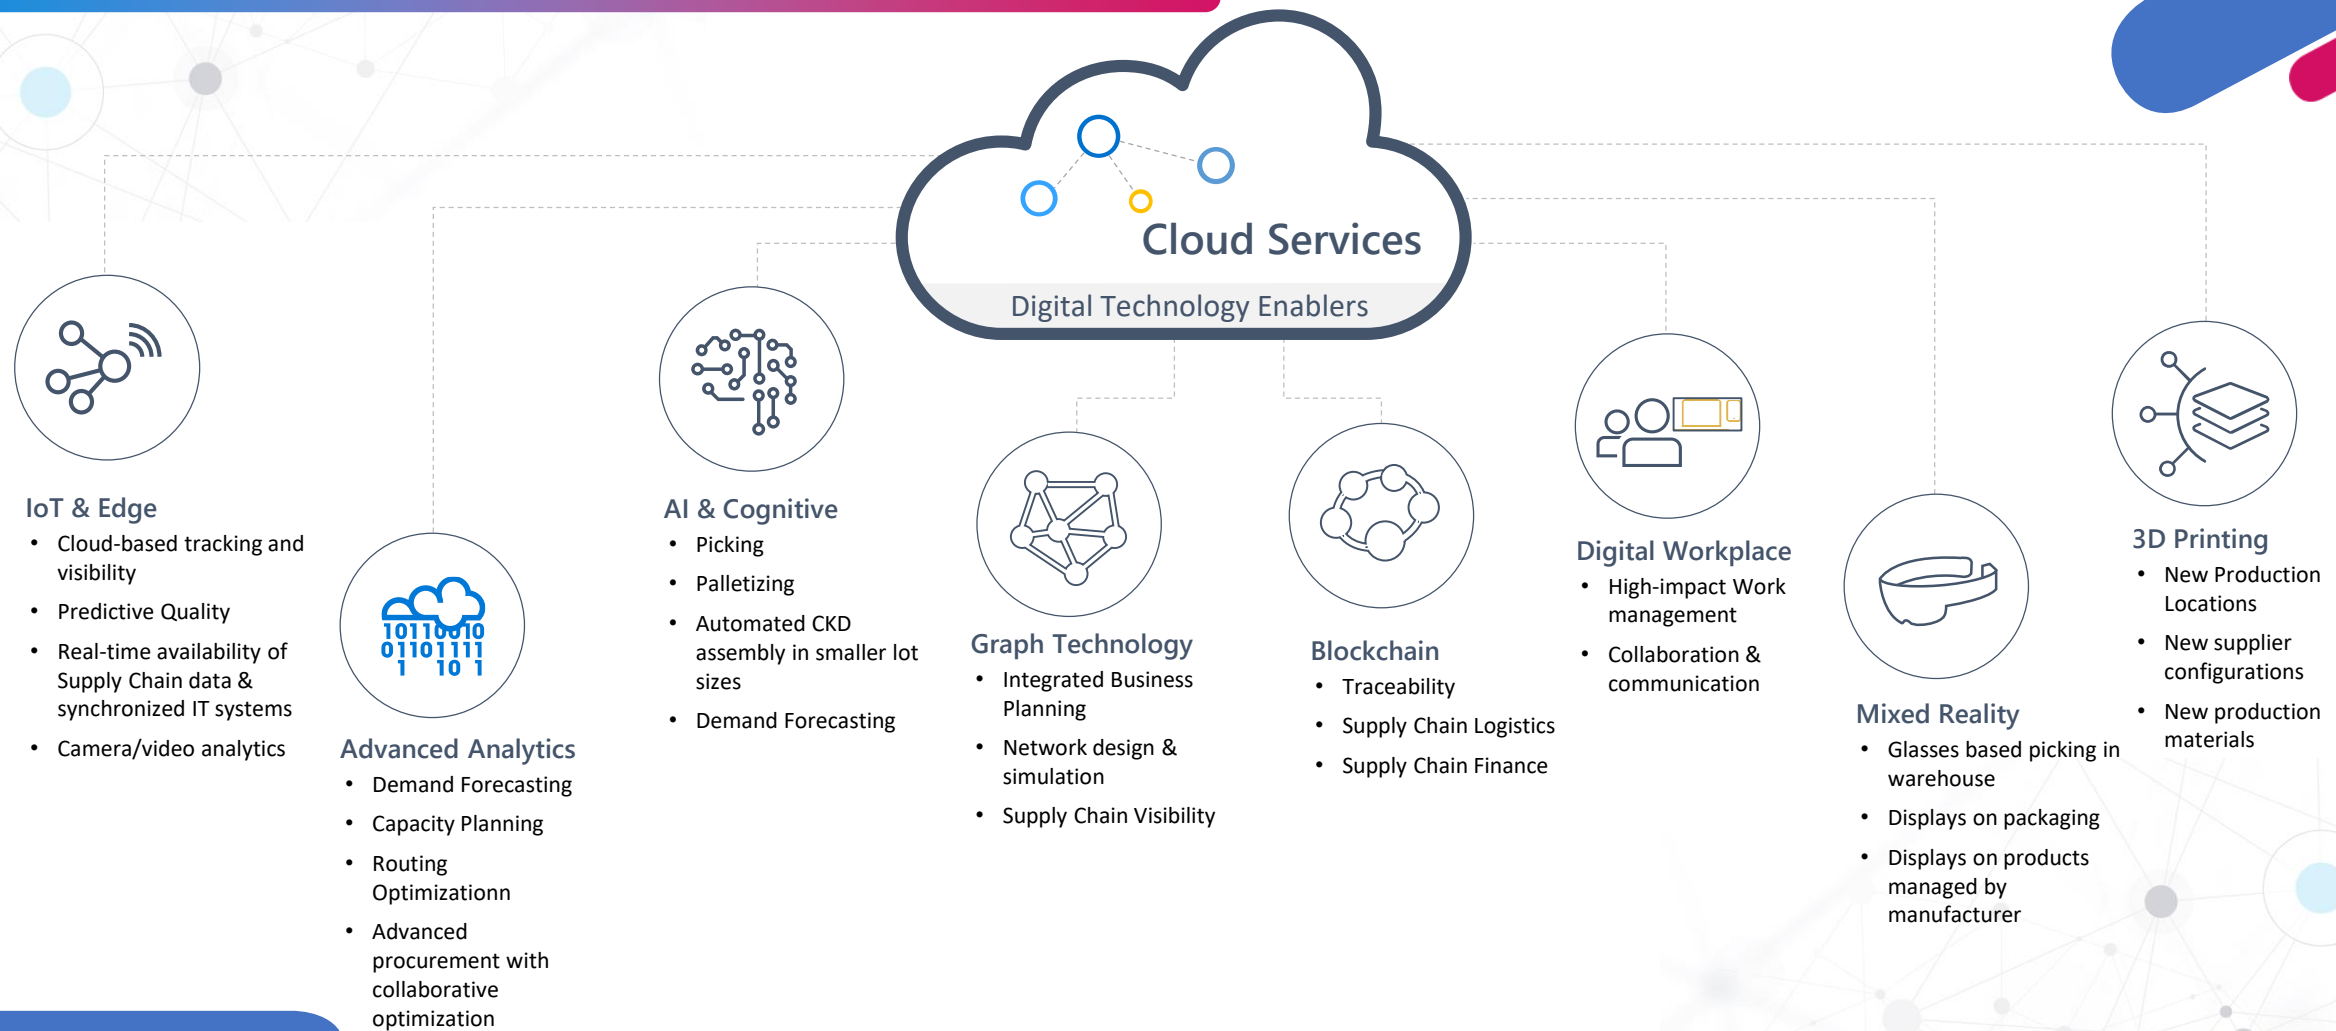 Cloud Services
Digital Technology Enablers
IoT & Edge
• Cloud-based tracking and
visibility
• Predictive Quality
• Real-time availability of
Supply Chain data &
synchronized IT systems
• Camera/video analytics
10110010
01101111
1 10 1
Advanced Analytics
• Demand Forecasting
• Capacity Planning
• Routing
Optimizationn
• Advanced
procurement with
collaborative
optimization
AI & Cognitive
• Picking
• Palletizing
• Automated CKD
assembly in smaller lot
sizes
• Demand Forecasting
Graph Technology
• Integrated Business
Planning
• Network design &
simulation
• Supply Chain Visibility
Blockchain
• Traceability
• Supply Chain Logistics
• Supply Chain Finance
Digital Workplace
• High-impact Work
management
• Collaboration &
communication
Mixed Reality
• Glasses based picking in
warehouse
• Displays on packaging
• Displays on products
managed by
manufacturer
3D Printing
• New Production
Locations
• New supplier
configurations
• New production
materials